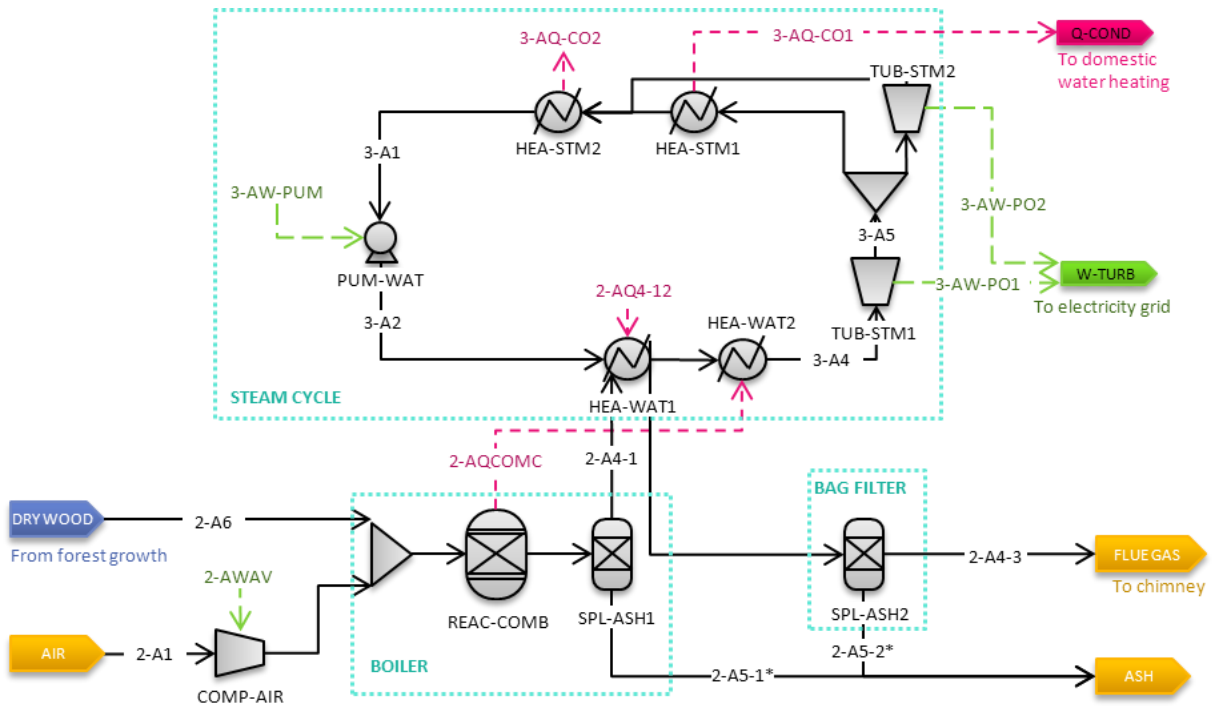 3-AQ-CO2
3-AQ-CO1
Q-COND
To domestic
water heating
TUB-STM2
HEA-STM2
HEA-STM1
3-A1
3-AW-PUM
3-AW-PO2
3-A5
PUM-WAT
2-AQ4-12
W-TURB
3-AW-PO1
To electricity grid
HEA-WAT2
3-A2
TUB-STM1
3-A4
STEAM CYCLE
HEA-WAT1
2-AQCOMC
2-A4-1
BAG FILTER
BOILER
DRY WOOD
2-A6
From forest growth
2-A4-3
FLUE GAS
To chimney
2-AWAV
REAC-COMB
SPL-ASH1
SPL-ASH2
AIR
2-A1
2-A5-2*
2-A5-1*
ASH
COMP-AIR